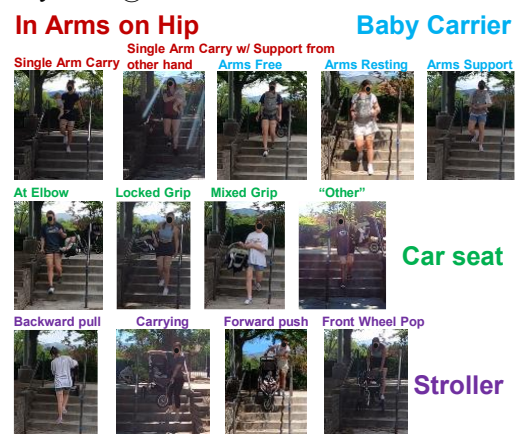 In Arms on Hip
Baby Carrier
Single Arm Carry
Single Arm Carry w/ Support from
other hand
Arms Free
Arms Resting
Arms Support
At Elbow
Locked Grip
Mixed Grip
“Other”
Car seat
Backward pull
Carrying
Forward push
Front Wheel Pop
Stroller